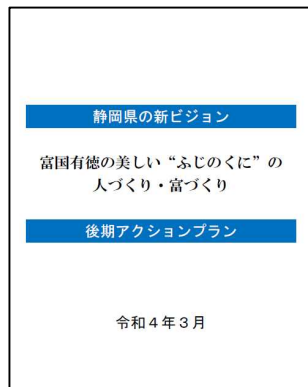 静岡県の新ビジョン
富国有徳の美しい“ふじのくに”の
人づくり・富づくり
後期アクションプラン
令和４年３月